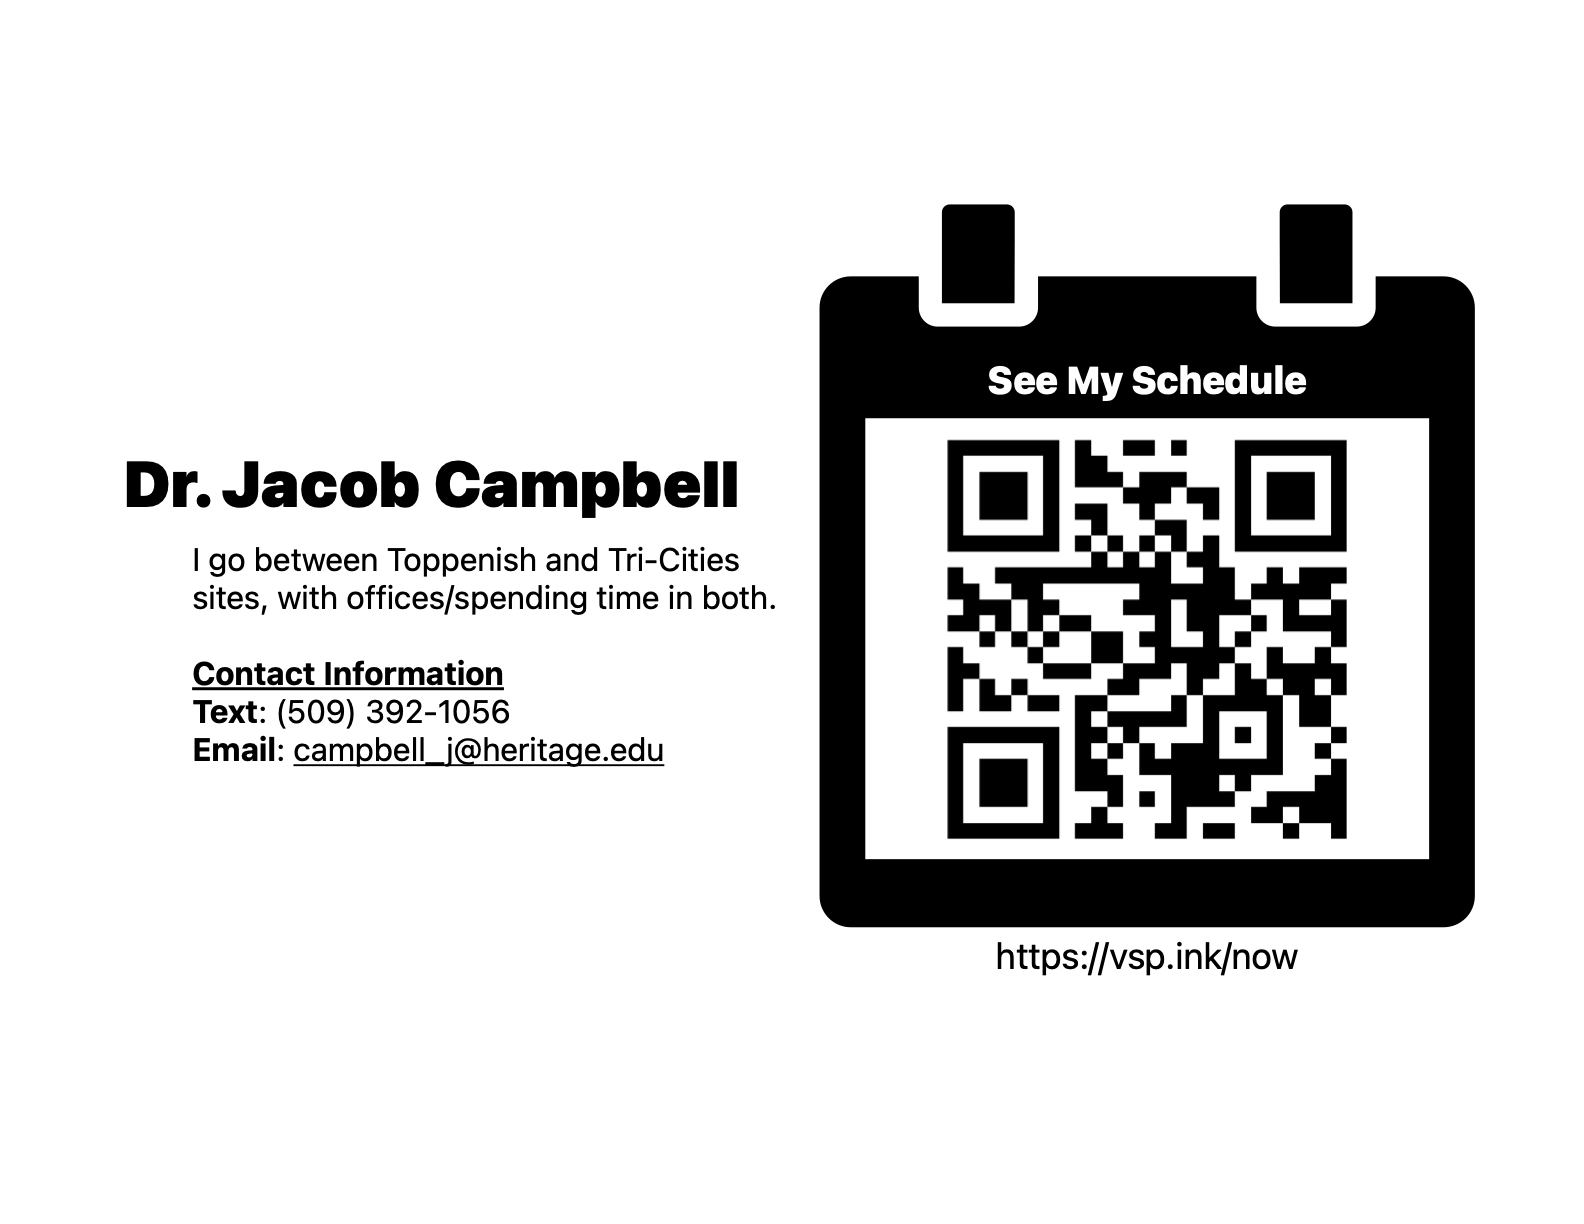 Dr. Jacob Campbell
I go between Toppenish and Tri-Cities
sites, with offices/spending time in both.
Contact Information
Text: (509) 392-1056
Email: campbell_j@heritage.edu
See My Schedule
https://vsp.ink/now